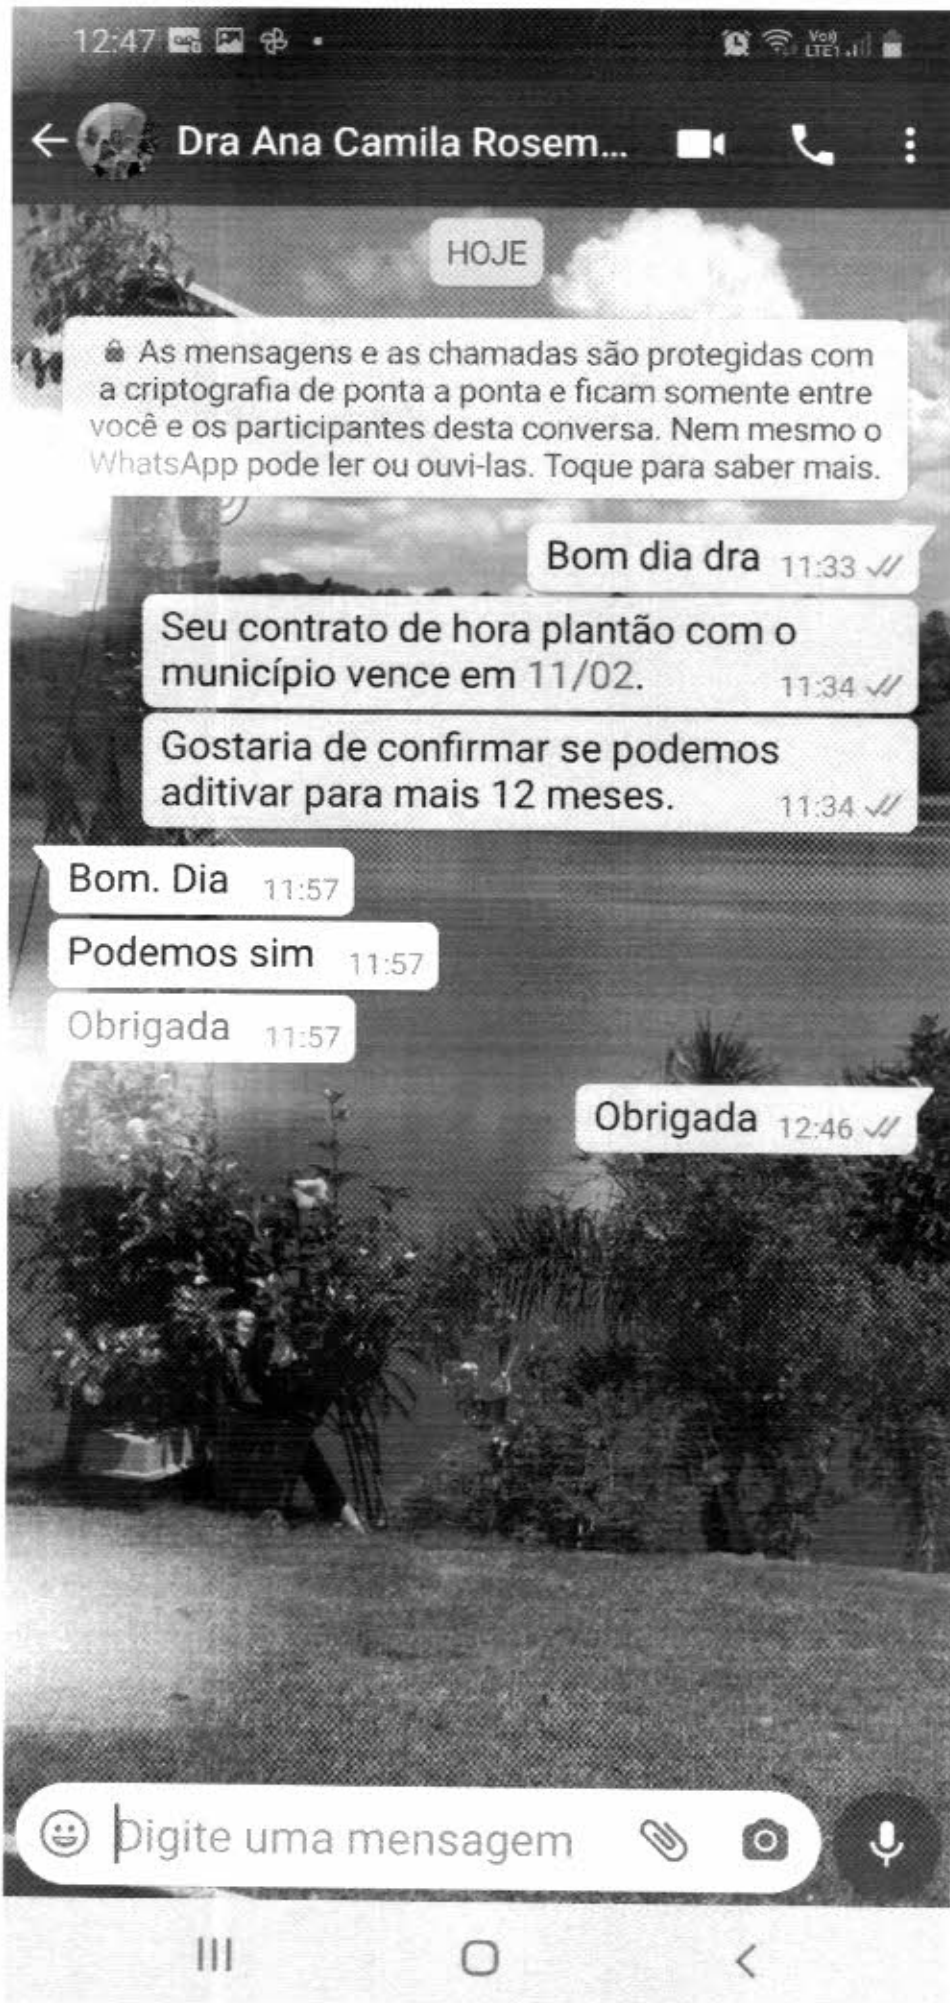 12:47
Vo)) LTE1
Dra Ana Camila Rosem...
HOJE
As mensagens e as chamadas são protegidas com
a criptografia de ponta a ponta e ficam somente entre
você e os participantes desta conversa. Nem mesmo o
WhatsApp pode ler ou ouvi-las. Toque para saber mais.
Bom dia dra 11:33
Seu contrato de hora plantão com o
município vence em 11/02. 11:34
Gostaria de confirmar se podemos
aditivar para mais 12 meses. 11:34
Bom. Dia 11:57
Podemos sim 11:57
Obrigada 11:57
Obrigada 12:46
Digite uma mensagem